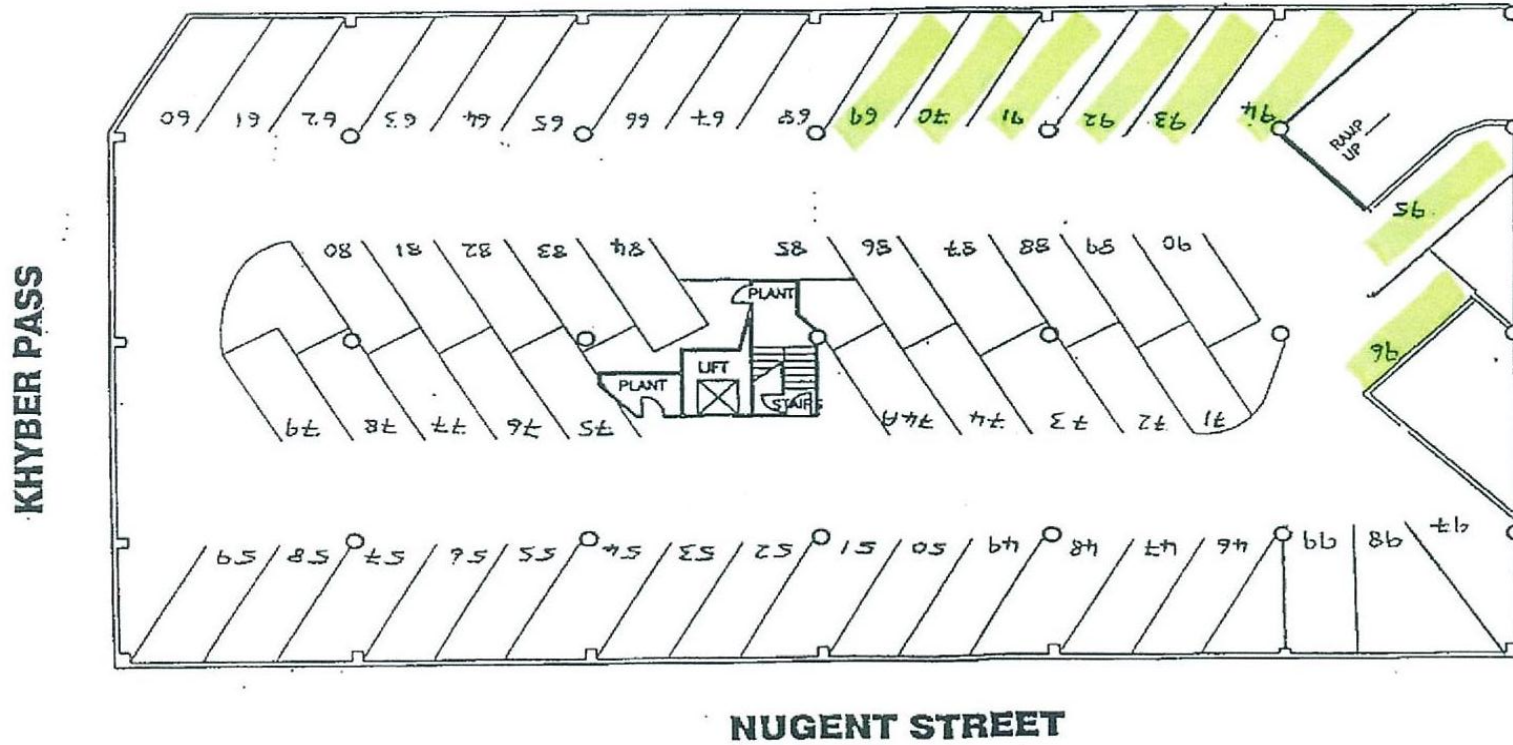 60 61 62 63 64 65 66 67 68 69 70 91 92 93 94
RAMP
UP
95
80 81 82 83 84 85 86 87 88 89 90
PLANT
96
LIFT
PLANT
STAIRS
79 78 77 76 75 74A 74 73 72 71
59 58 57 56 55 54 53 52 51 50 49 48 47 46 99 98 97
KHYBER PASS
NUGENT STREET